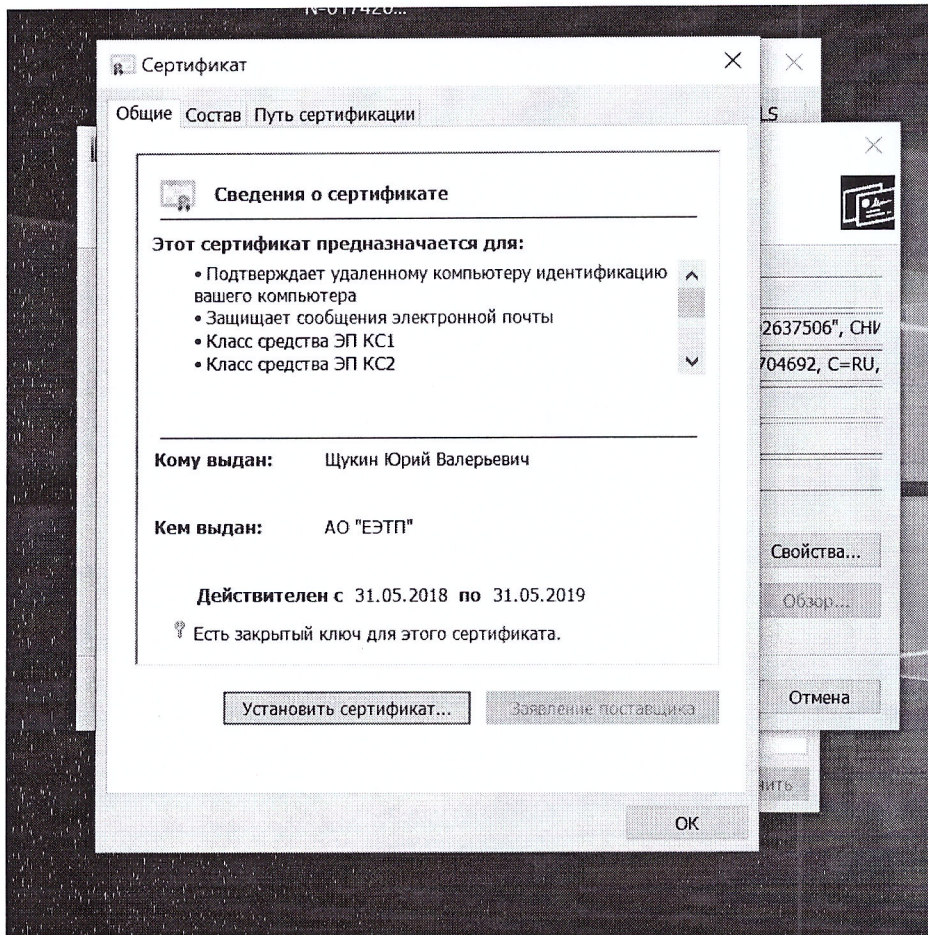 Сертификат
Общие Состав Путь сертификации
LS
Сведения о сертификате
Этот сертификат предназначается для:
• Подтверждает удаленному компьютеру идентификацию
вашего компьютера
• Защищает сообщения электронной почты
• Класс средства ЭП КС1
• Класс средства ЭП КС2
2637506", СНИ
704692, C=RU,
Кому выдан: Щукин Юрий Валерьевич
Кем выдан: АО "ЕЭТП"
Свойства...
Действителен с 31.05.2018 по 31.05.2019
Обзор...
Есть закрытый ключ для этого сертификата.
Установить сертификат... Заявление поставщика
Отмена
нить
ОК